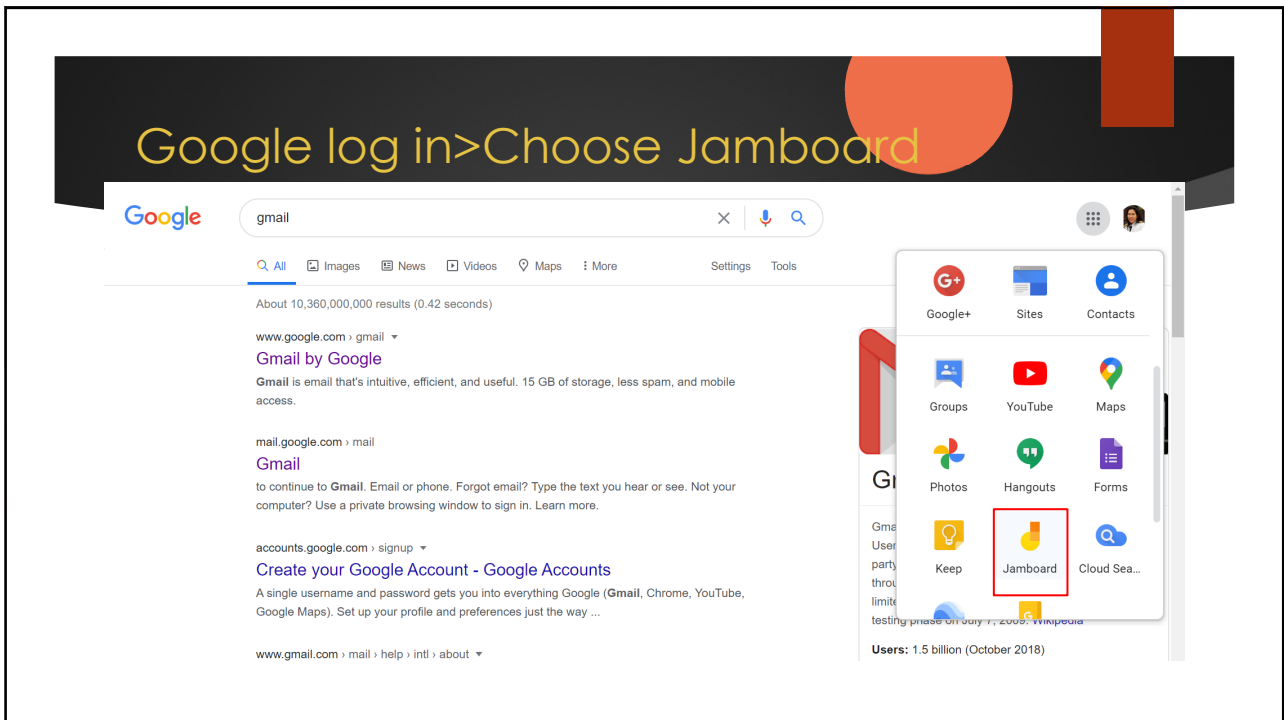 Google log in>Choose Jamboard
Google
gmail
All Images News Videos Maps More Settings Tools
About 10,360,000,000 results (0.42 seconds)
www.google.com › gmail
Gmail by Google
Gmail is email that's intuitive, efficient, and useful. 15 GB of storage, less spam, and mobile
access.
mail.google.com › mail
Gmail
to continue to Gmail. Email or phone. Forgot email? Type the text you hear or see. Not your
computer? Use a private browsing window to sign in. Learn more.
accounts.google.com › signup
Create your Google Account - Google Accounts
A single username and password gets you into everything Google (Gmail, Chrome, YouTube,
Google Maps). Set up your profile and preferences just the way ...
www.gmail.com › mail › help › intl › about
G+
Google+ Sites Contacts
Groups YouTube Maps
Photos Hangouts Forms
Keep Jamboard Cloud Sea...
G
testing phase on July 7, 2009. Wikipedia
Users: 1.5 billion (October 2018)